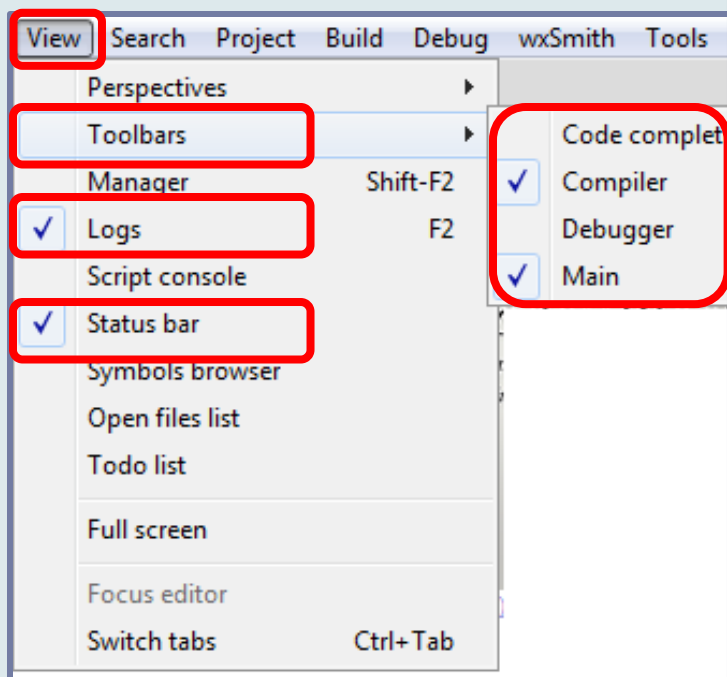 View Search Project Build Debug wxSmith Tools
Perspectives
Toolbars
Manager Shift-F2
Logs F2
Script console
Status bar
Symbols browser
Open files list
Todo list
Full screen
Focus editor
Switch tabs Ctrl+Tab
Code complet
Compiler
Debugger
Main